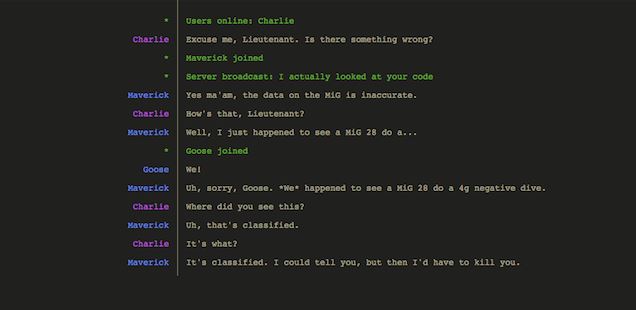 * Users online: Charlie
Charlie Excuse me, Lieutenant. Is there something wrong?
* Maverick joined
* Server broadcast: I actually looked at your code
Maverick Yes ma'am, the data on the MiG is inaccurate.
Charlie How's that, Lieutenant?
Maverick Well, I just happened to see a MiG 28 do a...
* Goose joined
Goose We!
Maverick Uh, sorry, Goose. *We* happened to see a MiG 28 do a 4g negative dive.
Charlie Where did you see this?
Maverick Uh, that's classified.
Charlie It's what?
Maverick It's classified. I could tell you, but then I'd have to kill you.